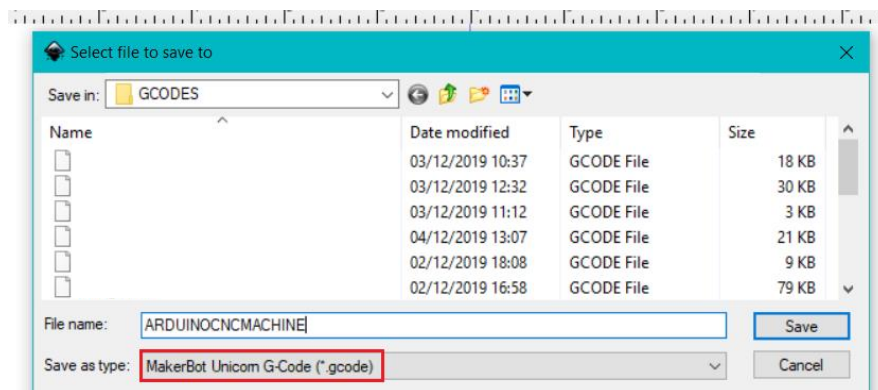 Select file to save to
Save in: GCODES
Name Date modified Type Size
03/12/2019 10:37 GCODE File 18 KB
03/12/2019 12:32 GCODE File 30 KB
03/12/2019 11:12 GCODE File 3 KB
04/12/2019 13:07 GCODE File 21 KB
02/12/2019 18:08 GCODE File 9 KB
02/12/2019 16:58 GCODE File 79 KB
File name: ARDUINOCNCMACHINE Save
Save as type: MakerBot Unicorn G-Code (*.gcode) Cancel